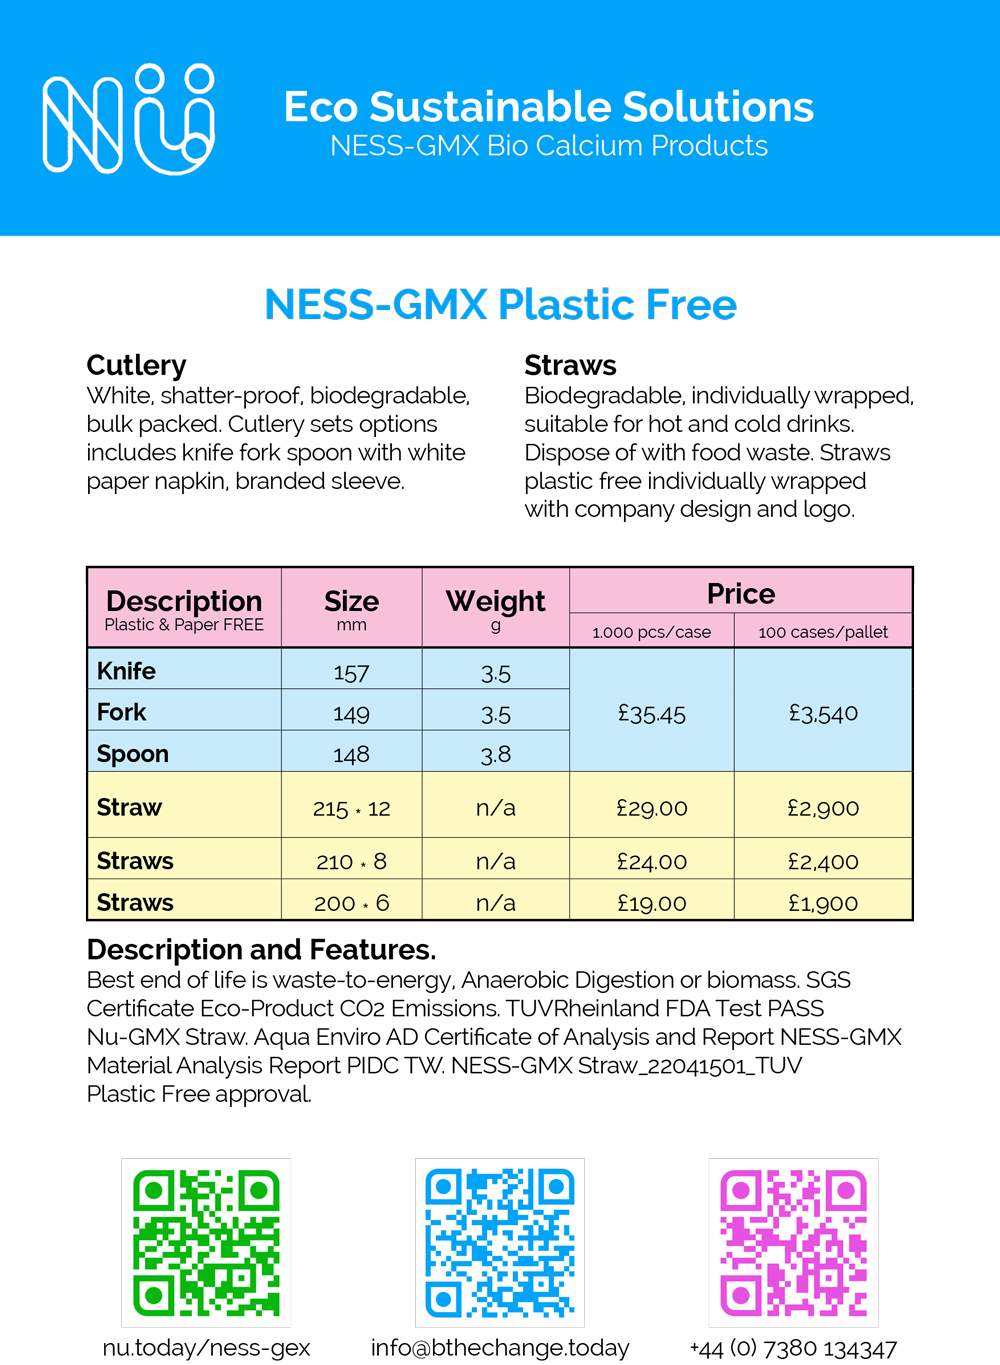 NÜ
Eco Sustainable Solutions
NESS-GMX Bio Calcium Products
NESS-GMX Plastic Free
Cutlery
White, shatter-proof, biodegradable,
bulk packed. Cutlery sets options
includes knife fork spoon with white
paper napkin, branded sleeve.
Straws
Biodegradable, individually wrapped,
suitable for hot and cold drinks.
Dispose of with food waste. Straws
plastic free individually wrapped
with company design and logo.
Description Size Weight Price
Plastic & Paper FREE mm g 1.000 pcs/case 100 cases/pallet
Knife 157 3.5
Fork 149 3.5 £35.45 £3,540
Spoon 148 3.8
Straw 215 * 12 n/a £29.00 £2,900
Straws 210 * 8 n/a £24.00 £2,400
Straws 200 * 6 n/a £19.00 £1,900
Description and Features.
Best end of life is waste-to-energy, Anaerobic Digestion or biomass. SGS
Certificate Eco-Product CO2 Emissions. TUVRheinland FDA Test PASS
Nu-GMX Straw. Aqua Enviro AD Certificate of Analysis and Report NESS-GMX
Material Analysis Report PIDC TW. NESS-GMX Straw_22041501_TUV
Plastic Free approval.
nu.today/ness-gex info@bthechange.today +44 (0) 7380 134347